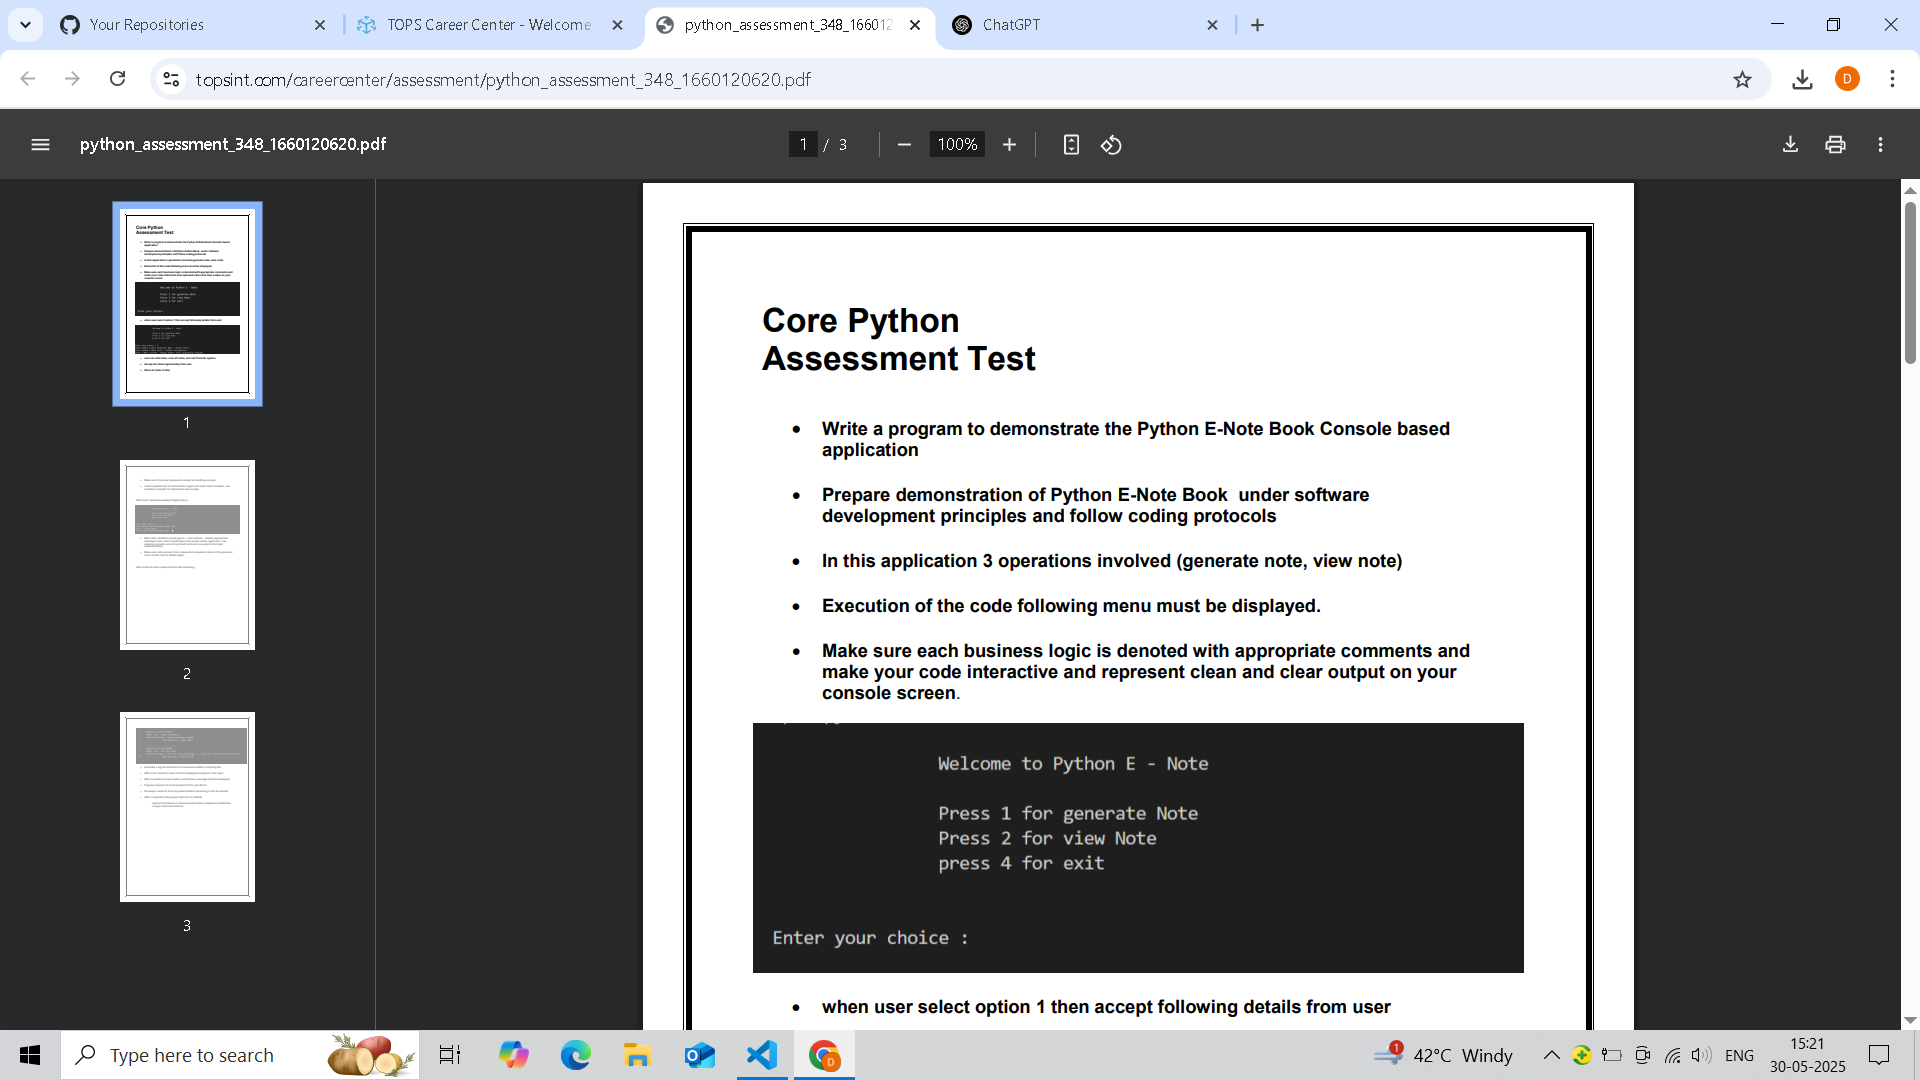 Your Repositories
TOPS Career Center - Welcome
python_assessment_348_166012
ChatGPT
topsint.com/careercenter/assessment/python_assessment_348_1660120620.pdf
D
python_assessment_348_1660120620.pdf
1 / 3
100%
Core Python
Assessment Test
1
2
3
Core Python
Assessment Test
• Write a program to demonstrate the Python E-Note Book Console based
application
• Prepare demonstration of Python E-Note Book under software
development principles and follow coding protocols
• In this application 3 operations involved (generate note, view note)
• Execution of the code following menu must be displayed.
• Make sure each business logic is denoted with appropriate comments and
make your code interactive and represent clean and clear output on your
console screen.
Welcome to Python E - Note
Press 1 for generate Note
Press 2 for view Note
press 4 for exit
Enter your choice :
• when user select option 1 then accept following details from user
Type here to search
D
1
42°C Windy
ENG
15:21
30-05-2025